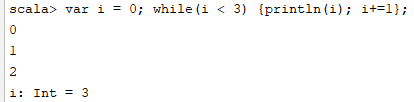 scala> var i = 0; while(i < 3) {println(i); i+=1};
0
1
2
i: Int = 3